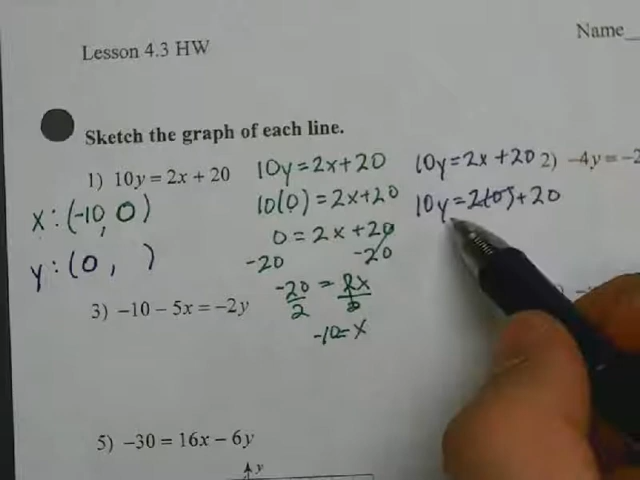 Name
Lesson 4.3 HW
Sketch the graph of each line.
1) 10y = 2x + 20
10y = 2x + 20
10(0) = 2x + 20
0 = 2x + 20
-20 -20
-20 = 2x
2 2
-10 = x
10y = 2x + 20
10y = 2(0) + 20
2) -4y = -2
x : (-10, 0)
y : (0, )
3) -10 - 5x = -2y
5) -30 = 16x - 6y
y